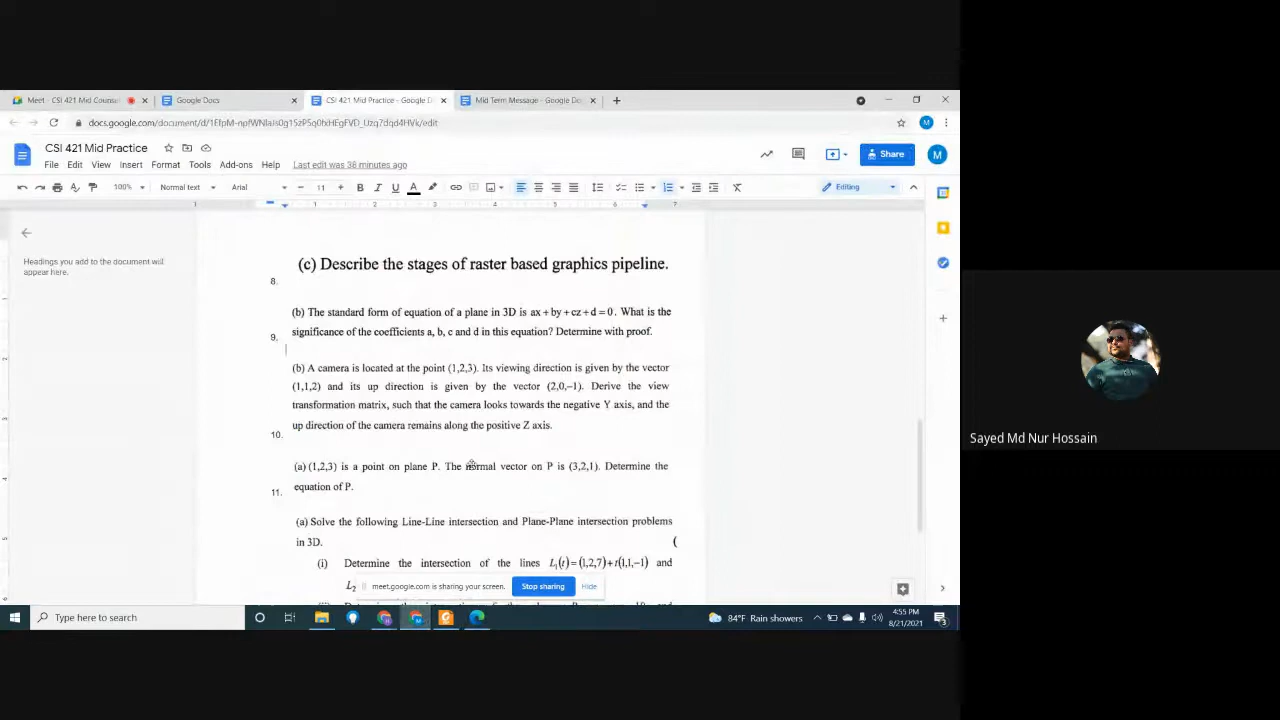 Meet - CSI 421 Mid Couns
Google Docs
CSI 421 Mid Practice - Google D
Mid Term Message - Google Do
CSI 421 Mid Practice
File Edit View Insert Format Tools Add-ons Help Last edit was 38 minutes ago
Share
M
100% Normal text Arial 11 B I U A Editing
Headings you add to the document will
appear here.
(c) Describe the stages of raster based graphics pipeline.
8.
(b) The standard form of equation of a plane in 3D is ax + by + cz + d = 0. What is the
significance of the coefficients a, b, c and d in this equation? Determine with proof.
9.
(b) A camera is located at the point (1,2,3). Its viewing direction is given by the vector
(1,1,2) and its up direction is given by the vector (2,0,−1). Derive the view
transformation matrix, such that the camera looks towards the negative Y axis, and the
up direction of the camera remains along the positive Z axis.
10.
(a) (1,2,3) is a point on plane P. The normal vector on P is (3,2,1). Determine the
equation of P.
11.
(a) Solve the following Line-Line intersection and Plane-Plane intersection problems
in 3D. (
(i) Determine the intersection of the lines L₁(t) = (1,2,7) + t(1,1,−1) and
L₂
meet.google.com is sharing your screen. Stop sharing Hide
Type here to search
84°F Rain showers
4:55 PM
8/21/2021
Sayed Md Nur Hossain